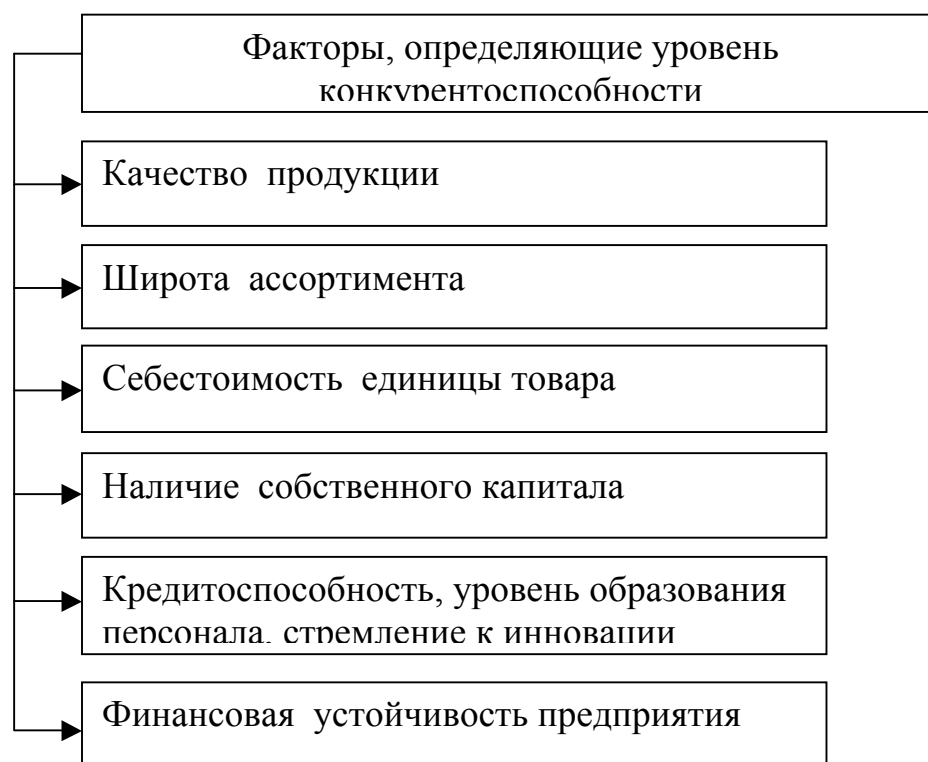 Факторы, определяющие уровень
конкурентоспособности
Качество продукции
Широта ассортимента
Себестоимость единицы товара
Наличие собственного капитала
Кредитоспособность, уровень образования
персонала, стремление к инновации
Финансовая устойчивость предприятия